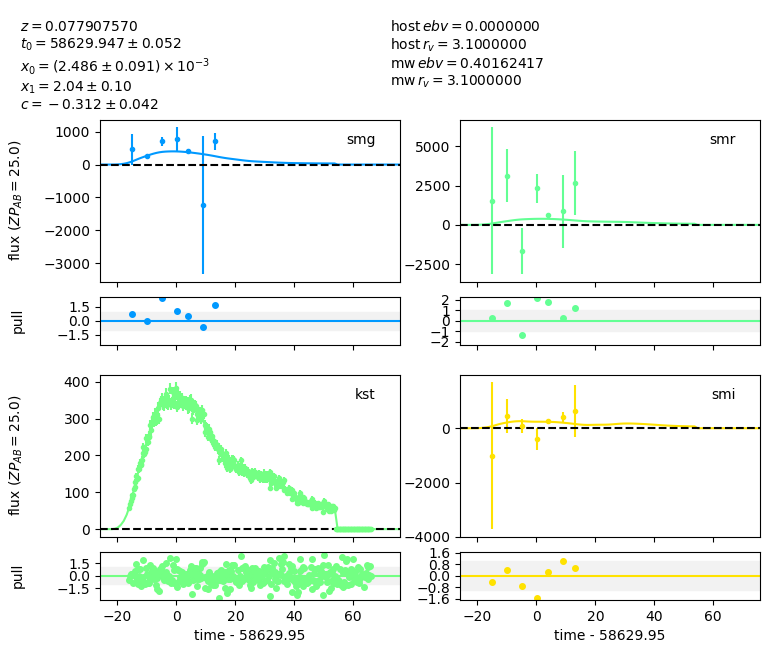 z = 0.077907570
t₀ = 58629.947 ± 0.052
x₀ = (2.486 ± 0.091) × 10⁻³
x₁ = 2.04 ± 0.10
c = −0.312 ± 0.042
host ebv = 0.0000000
host r_v = 3.1000000
mw ebv = 0.40162417
mw r_v = 3.1000000
flux (ZP_AB = 25.0)
1000
0
−1000
−2000
−3000
smg
5000
2500
0
−2500
smr
pull
1.5
0.0
−1.5
2
1
0
−1
−2
flux (ZP_AB = 25.0)
400
300
200
100
0
kst
0
−2000
−4000
smi
pull
1.5
0.0
−1.5
1.6
0.8
0.0
−0.8
−1.6
−20 0 20 40 60
−20 0 20 40 60
time - 58629.95
time - 58629.95